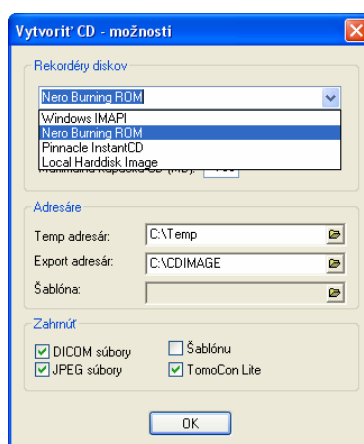 Vytvoriť CD - možnosti
Rekordéry diskov
Nero Burning ROM
Windows IMAPI
Nero Burning ROM
Pinnacle InstantCD
Local Harddisk Image
Adresáre
Temp adresár: C:\Temp
Export adresár: C:\CDIMAGE
Šablóna:
Zahrnúť
DICOM súbory Šablónu
JPEG súbory TomoCon Lite
OK